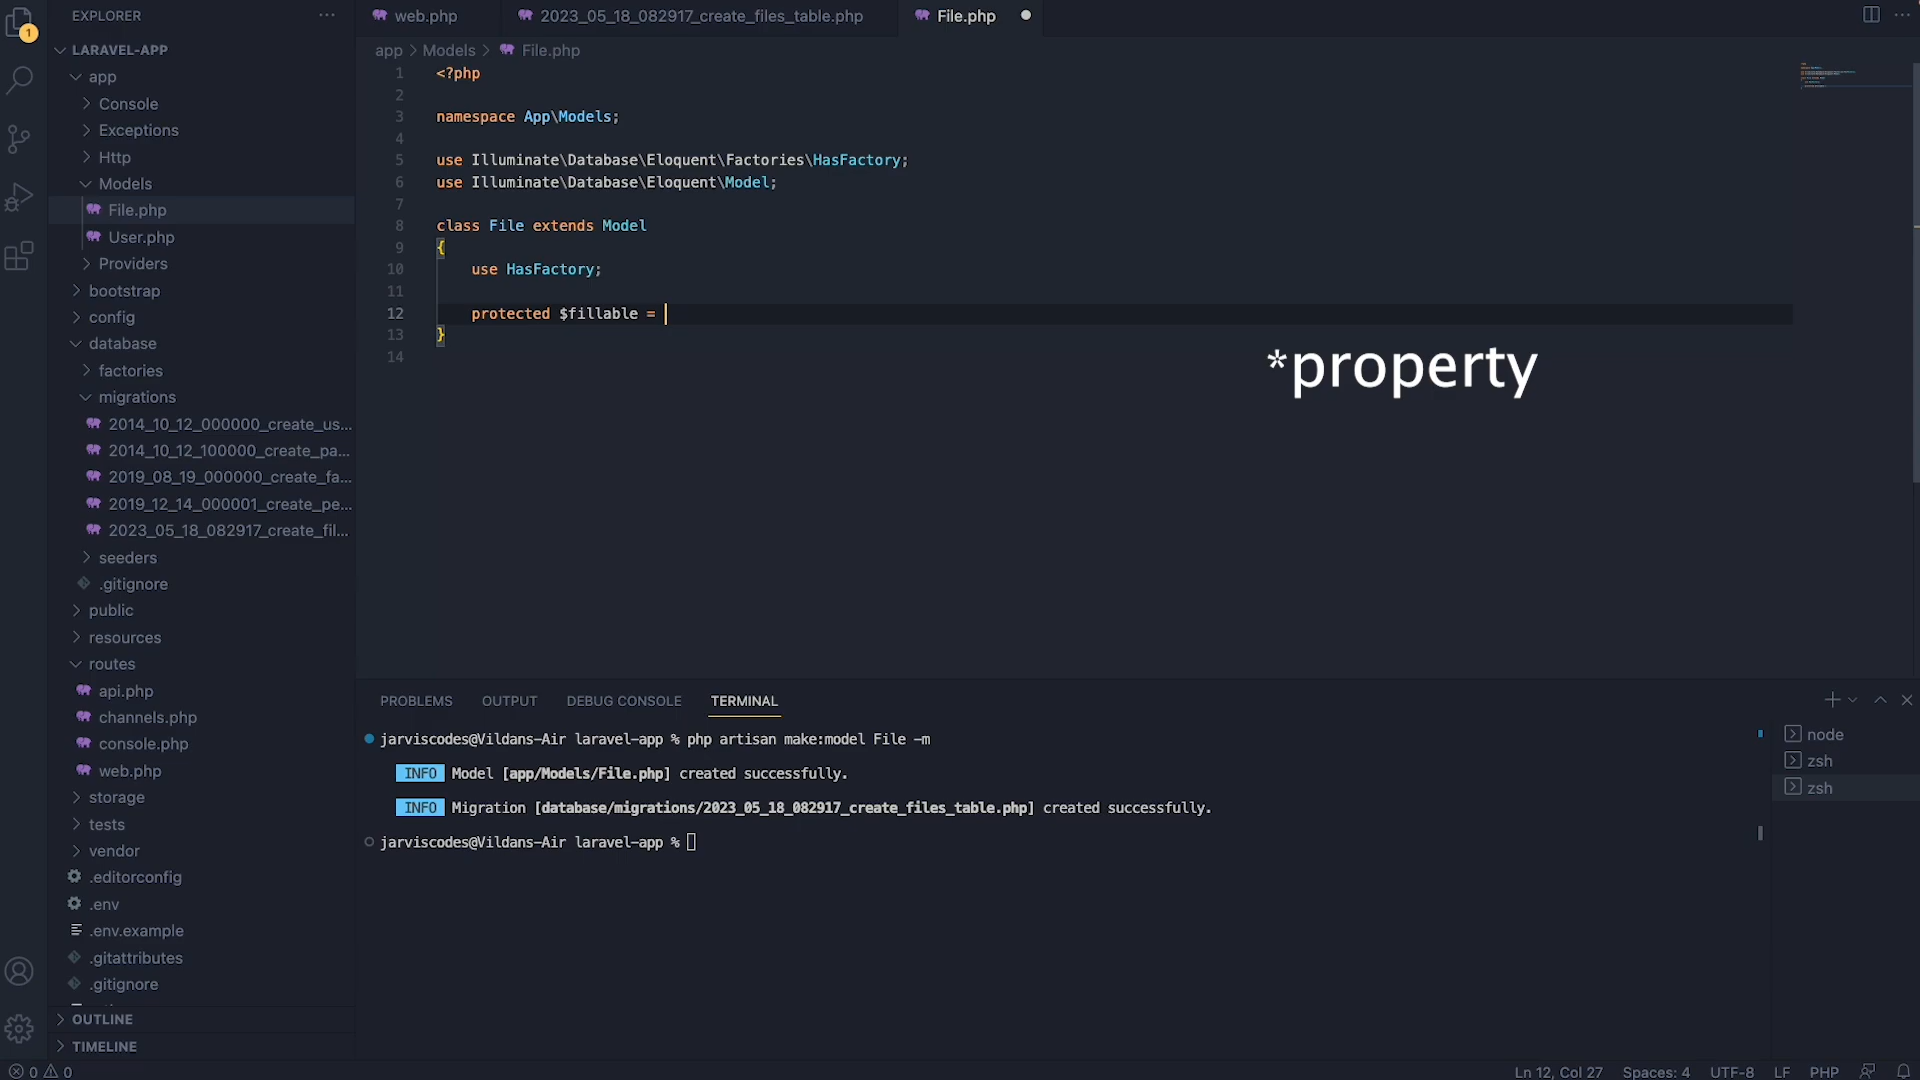 EXPLORER
1
LARAVEL-APP
app
Console
Exceptions
Http
Models
File.php
User.php
Providers
bootstrap
config
database
factories
migrations
2014_10_12_000000_create_us...
2014_10_12_100000_create_pa...
2019_08_19_000000_create_fa...
2019_12_14_000001_create_pe...
2023_05_18_082917_create_fil...
seeders
.gitignore
public
resources
routes
api.php
channels.php
console.php
web.php
storage
tests
vendor
.editorconfig
.env
.env.example
.gitattributes
.gitignore
OUTLINE
TIMELINE
web.php 2023_05_18_082917_create_files_table.php File.php
app > Models > File.php
1 <?php
2
3 namespace App\Models;
4
5 use Illuminate\Database\Eloquent\Factories\HasFactory;
6 use Illuminate\Database\Eloquent\Model;
7
8 class File extends Model
9 {
10 use HasFactory;
11
12 protected $fillable =
13 }
14
*property
PROBLEMS OUTPUT DEBUG CONSOLE TERMINAL
jarviscodes@Vildans-Air laravel-app % php artisan make:model File -m
INFO Model [app/Models/File.php] created successfully.
INFO Migration [database/migrations/2023_05_18_082917_create_files_table.php] created successfully.
jarviscodes@Vildans-Air laravel-app %
node
zsh
zsh
0 0 Ln 12, Col 27 Spaces: 4 UTF-8 LF PHP